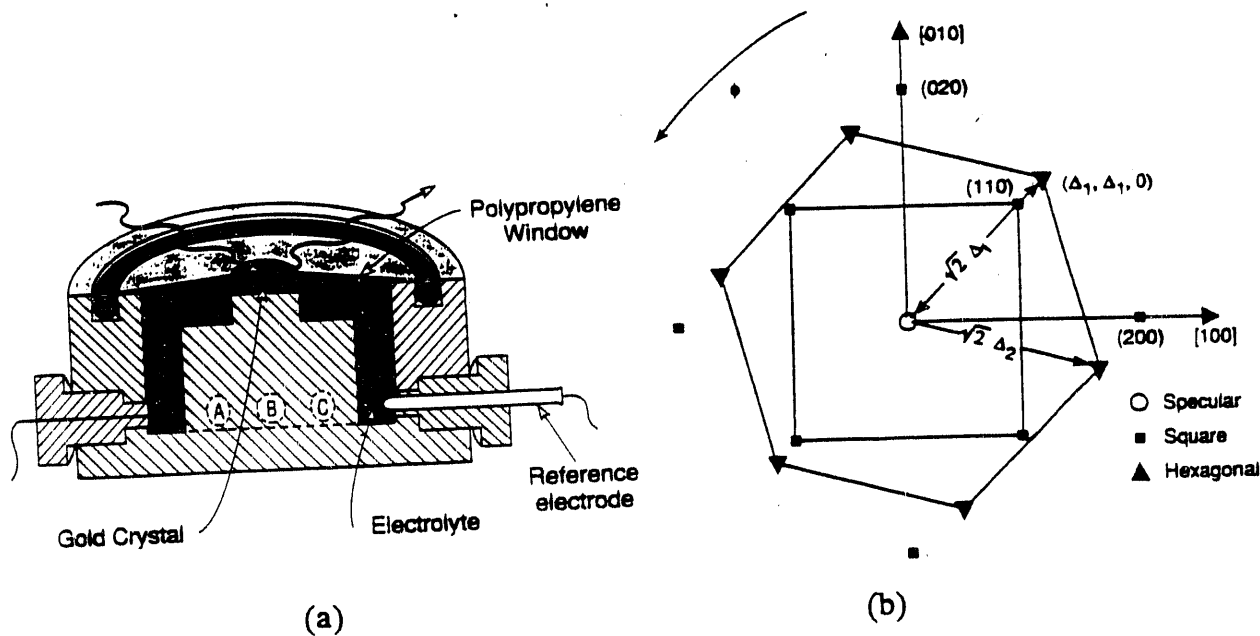 Polypropylene
Window
A B C
Reference
electrode
Gold Crystal
Electrolyte
(a)
[010]
(020)
ϕ
(110)
(Δ₁, Δ₁, 0)
√2 Δ₁
√2 Δ₂
(200)
[100]
Specular
Square
Hexagonal
(b)